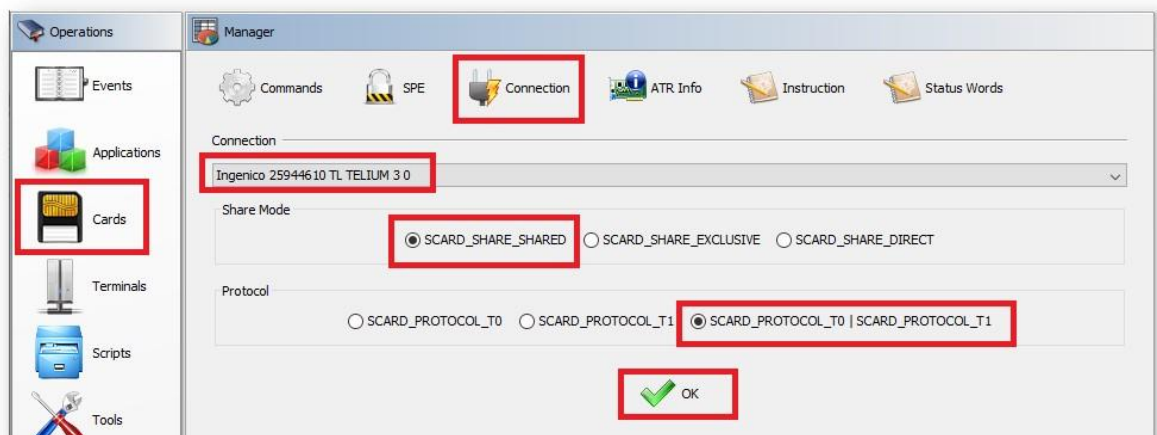 Operations
Manager
Events
Applications
Cards
Terminals
Scripts
Tools
Commands
SPE
Connection
ATR Info
Instruction
Status Words
Connection
Ingenico 25944610 TL TELIUM 3 0
Share Mode
SCARD_SHARE_SHARED SCARD_SHARE_EXCLUSIVE SCARD_SHARE_DIRECT
Protocol
SCARD_PROTOCOL_T0 SCARD_PROTOCOL_T1 SCARD_PROTOCOL_T0 | SCARD_PROTOCOL_T1
OK